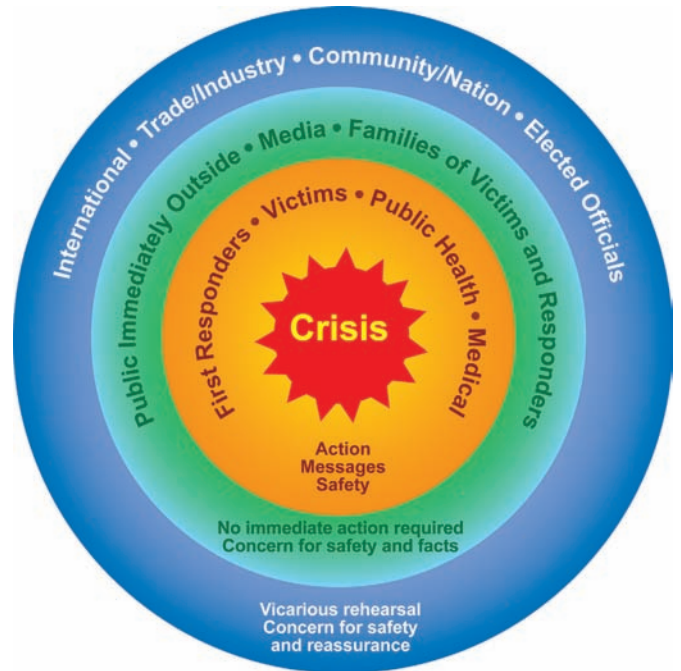 International • Trade/Industry • Community/Nation • Elected Officials
Public Immediately Outside • Media • Families of Victims and Responders
First Responders • Victims • Public Health • Medical
Crisis
Action
Messages
Safety
No immediate action required
Concern for safety and facts
Vicarious rehearsal
Concern for safety
and reassurance